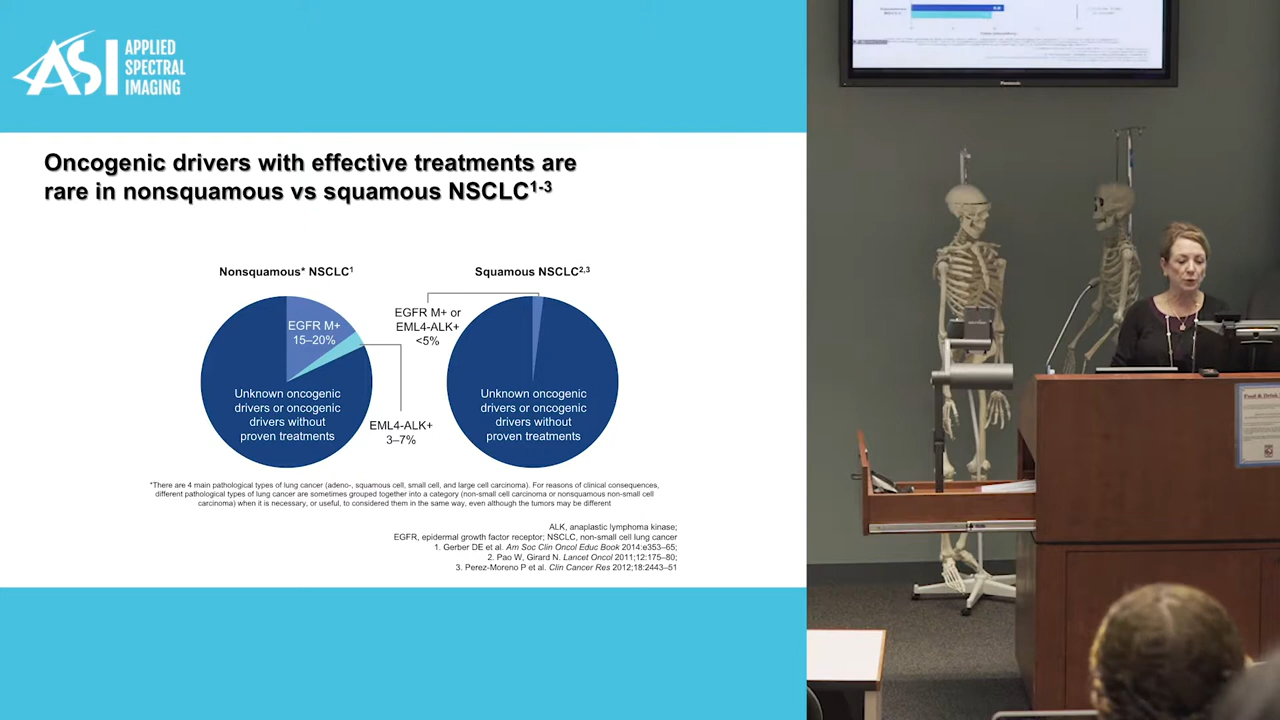 ASI
APPLIED
SPECTRAL
IMAGING
Oncogenic drivers with effective treatments are
rare in nonsquamous vs squamous NSCLC1-3
Nonsquamous* NSCLC1
Squamous NSCLC2,3
EGFR M+
15–20%
Unknown oncogenic
drivers or oncogenic
drivers without
proven treatments
EML4-ALK+
3–7%
EGFR M+ or
EML4-ALK+
<5%
Unknown oncogenic
drivers or oncogenic
drivers without
proven treatments
*There are 4 main pathological types of lung cancer (adeno-, squamous cell, small cell, and large cell carcinoma). For reasons of clinical consequences,
different pathological types of lung cancer are sometimes grouped together into a category (non-small cell carcinoma or nonsquamous non-small cell
carcinoma) when it is necessary, or useful, to considered them in the same way, even although the tumors may be different
ALK, anaplastic lymphoma kinase;
EGFR, epidermal growth factor receptor; NSCLC, non-small cell lung cancer
1. Gerber DE et al. Am Soc Clin Oncol Educ Book 2014:e353–65;
2. Pao W, Girard N. Lancet Oncol 2011;12:175–80;
3. Perez-Moreno P et al. Clin Cancer Res 2012;18:2443–51
Panasonic
Food & Drink